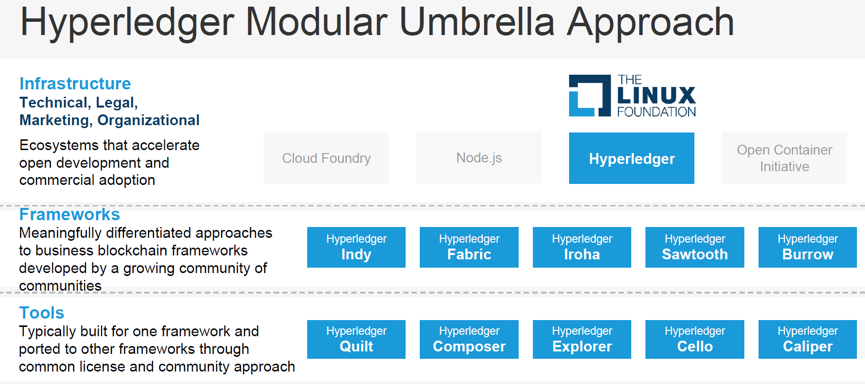 Hyperledger Modular Umbrella Approach
Infrastructure
Technical, Legal,
Marketing, Organizational
Ecosystems that accelerate
open development and
commercial adoption
THE
LINUX
FOUNDATION
Cloud Foundry
Node.js
Hyperledger
Open Container
Initiative
Frameworks
Meaningfully differentiated approaches
to business blockchain frameworks
developed by a growing community of
communities
Hyperledger
Indy
Hyperledger
Fabric
Hyperledger
Iroha
Hyperledger
Sawtooth
Hyperledger
Burrow
Tools
Typically built for one framework and
ported to other frameworks through
common license and community approach
Hyperledger
Quilt
Hyperledger
Composer
Hyperledger
Explorer
Hyperledger
Cello
Hyperledger
Caliper